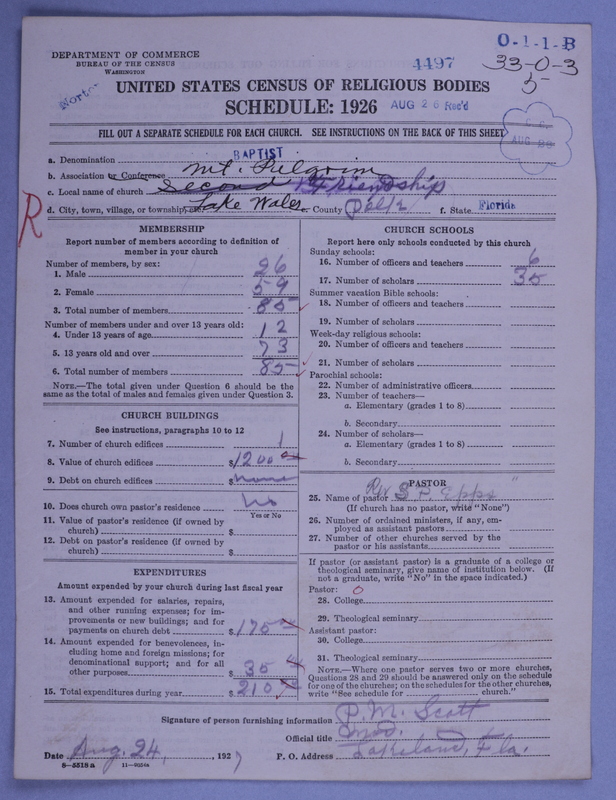 DEPARTMENT OF COMMERCE
BUREAU OF THE CENSUS
WASHINGTON
4497
O-1-1-B
33-0-3
5
UNITED STATES CENSUS OF RELIGIOUS BODIES
SCHEDULE: 1926
AUG 26 Rec'd
FILL OUT A SEPARATE SCHEDULE FOR EACH CHURCH. SEE INSTRUCTIONS ON THE BACK OF THIS SHEET
a. Denomination BAPTIST
b. Association or Conference Mt. Pilgrim
c. Local name of church Second Friendship
d. City, town, village, or township, etc. Lake Wales e. County Polk f. State Florida
R
MEMBERSHIP
Report number of members according to definition of member in your church
Number of members, by sex:
1. Male 26
2. Female 59
3. Total number of members 85
Number of members under and over 13 years old:
4. Under 13 years of age 12
5. 13 years old and over 73
6. Total number of members 85
NOTE.—The total given under Question 6 should be the
same as the total of males and females given under Question 3.
CHURCH BUILDINGS
See instructions, paragraphs 10 to 12
7. Number of church edifices 1
8. Value of church edifices $1200
9. Debt on church edifices $none
10. Does church own pastor's residence No
Yes or No
11. Value of pastor's residence (if owned by
church) $
12. Debt on pastor's residence (if owned by
church) $
EXPENDITURES
Amount expended by your church during last fiscal year
13. Amount expended for salaries, repairs,
and other running expenses; for im-
provements or new buildings; and for
payments on church debt $175
14. Amount expended for benevolences, in-
cluding home and foreign missions; for
denominational support; and for all
other purposes $35
15. Total expenditures during year $210
CHURCH SCHOOLS
Report here only schools conducted by this church
Sunday schools:
16. Number of officers and teachers 6
17. Number of scholars 35
Summer vacation Bible schools:
18. Number of officers and teachers
19. Number of scholars
Week-day religious schools:
20. Number of officers and teachers
21. Number of scholars
Parochial schools:
22. Number of administrative officers
23. Number of teachers—
a. Elementary (grades 1 to 8)
b. Secondary
24. Number of scholars—
a. Elementary (grades 1 to 8)
b. Secondary
PASTOR
25. Name of pastor Rev S P. Epps
(If church has no pastor, write "None")
26. Number of ordained ministers, if any, em-
ployed as assistant pastors
27. Number of other churches served by the
pastor or his assistants
If pastor (or assistant pastor) is a graduate of a college or
theological seminary, give name of institution below. (If
not a graduate, write "No" in the space indicated.)
Pastor: O
28. College
29. Theological seminary
Assistant pastor:
30. College
31. Theological seminary
NOTE.—Where one pastor serves two or more churches,
Questions 28 and 29 should be answered only on the schedule
for one of the churches; on the schedules for the other churches,
write "See schedule for church."
Signature of person furnishing information P. M. Scott
Official title Mod.
Date Aug. 24, 1927 P. O. Address Lakeland, Fla.
8-5518a 11-9034a